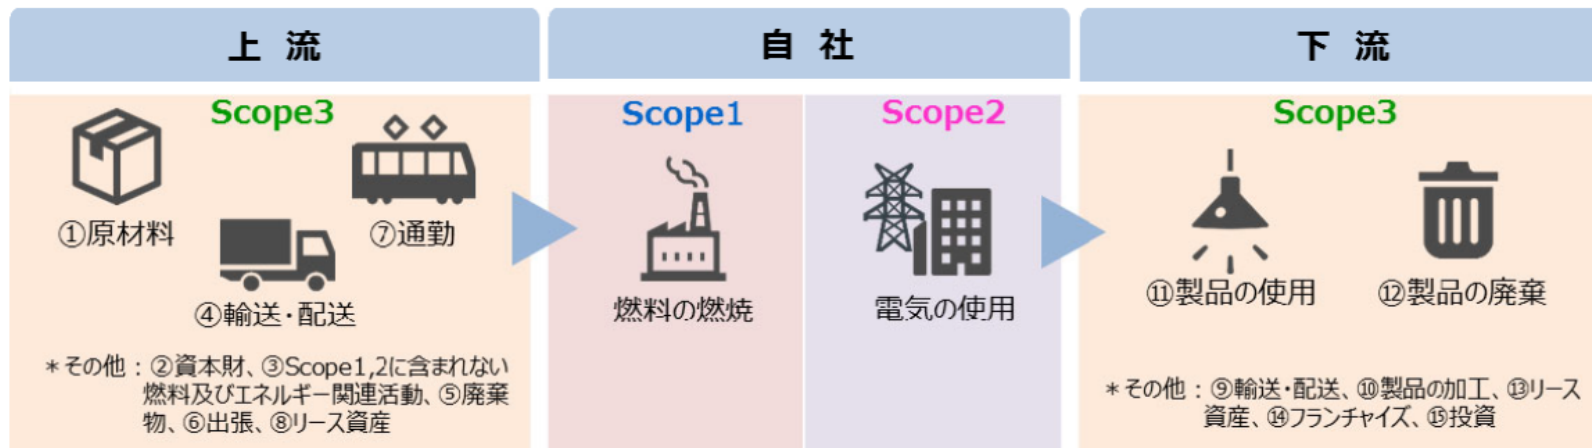 上 流
Scope3
①原材料
⑦通勤
④輸送・配送
＊その他：②資本財、③Scope1,2に含まれない
燃料及びエネルギー関連活動、⑤廃棄
物、⑥出張、⑧リース資産
自 社
Scope1
燃料の燃焼
Scope2
電気の使用
下 流
Scope3
⑪製品の使用
⑫製品の廃棄
＊その他：⑨輸送・配送、⑩製品の加工、⑬リース
資産、⑭フランチャイズ、⑮投資